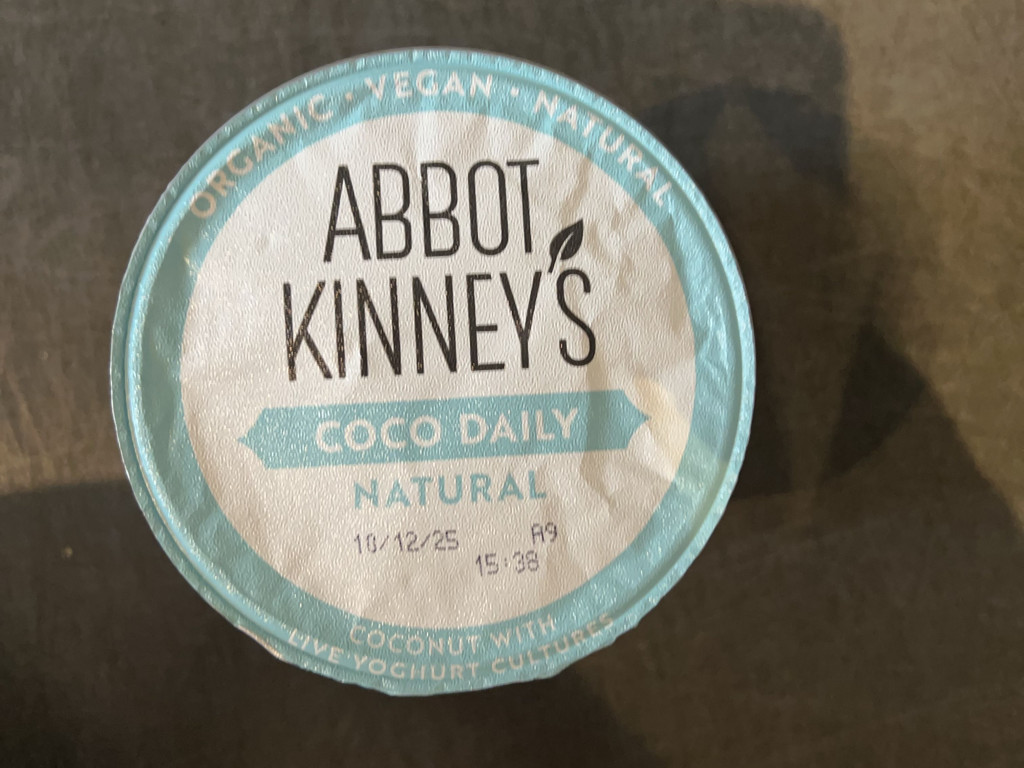 ORGANIC · VEGAN · NATURAL
ABBOT
KINNEY'S
COCO DAILY
NATURAL
10/12/25 A9
15:38
COCONUT WITH
LIVE YOGHURT CULTURES